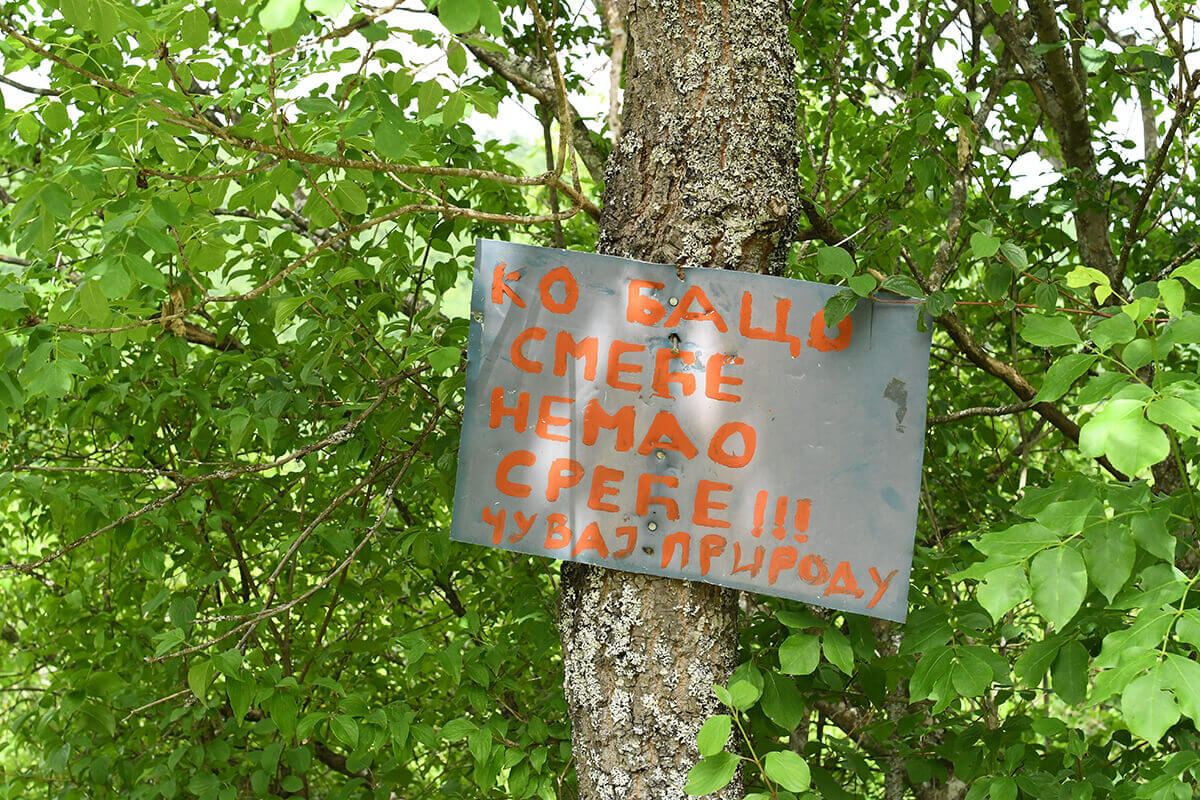 КО БАЦО
СМЕЋЕ
НЕМАО
СРЕЋЕ!!!
ЧУВАЈ ПРИРОДУ